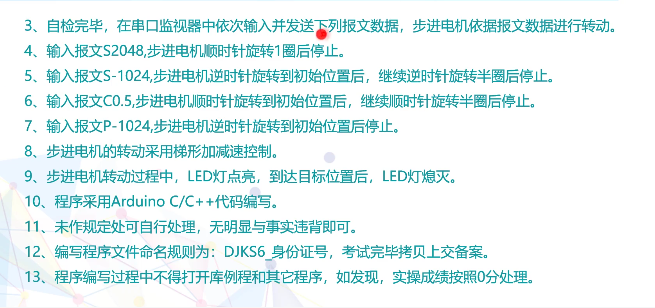 3、自检完毕，在串口监视器中依次输入并发送下列报文数据，步进电机依据报文数据进行转动。
4、输入报文S2048,步进电机顺时针旋转1圈后停止。
5、输入报文S-1024,步进电机逆时针旋转到初始位置后，继续逆时针旋转半圈后停止。
6、输入报文C0.5,步进电机顺时针旋转到初始位置后，继续顺时针旋转半圈后停止。
7、输入报文P-1024,步进电机逆时针旋转到初始位置后停止。
8、步进电机的转动采用梯形加减速控制。
9、步进电机转动过程中，LED灯点亮，到达目标位置后，LED灯熄灭。
10、程序采用Arduino C/C++代码编写。
11、未作规定处可自行处理，无明显与事实违背即可。
12、编写程序文件命名规则为：DJKS6_身份证号，考试完毕拷贝上交备案。
13、程序编写过程中不得打开库例程和其它程序，如发现，实操成绩按照0分处理。